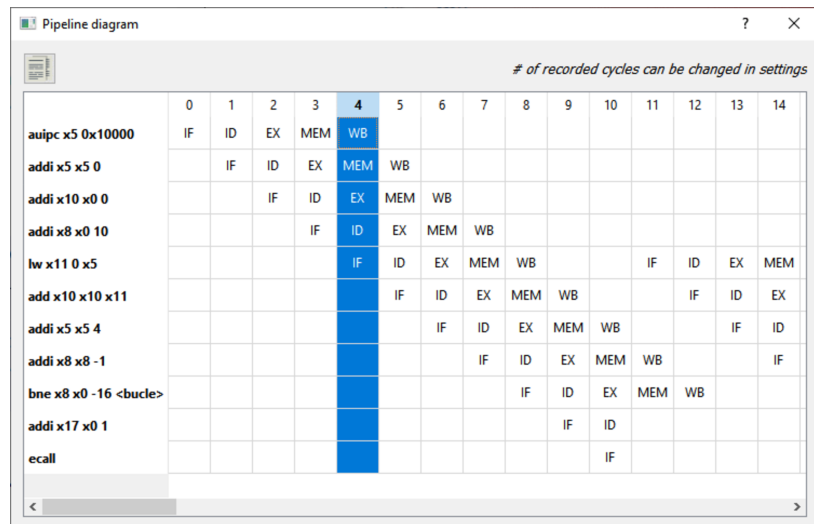 Pipeline diagram ? ×
# of recorded cycles can be changed in settings
0 1 2 3 4 5 6 7 8 9 10 11 12 13 14
auipc x5 0x10000 IF ID EX MEM WB
addi x5 x5 0 IF ID EX MEM WB
addi x10 x0 0 IF ID EX MEM WB
addi x8 x0 10 IF ID EX MEM WB
lw x11 0 x5 IF ID EX MEM WB IF ID EX MEM
add x10 x10 x11 IF ID EX MEM WB IF ID EX
addi x5 x5 4 IF ID EX MEM WB IF ID
addi x8 x8 -1 IF ID EX MEM WB IF
bne x8 x0 -16 <bucle> IF ID EX MEM WB
addi x17 x0 1 IF ID
ecall IF